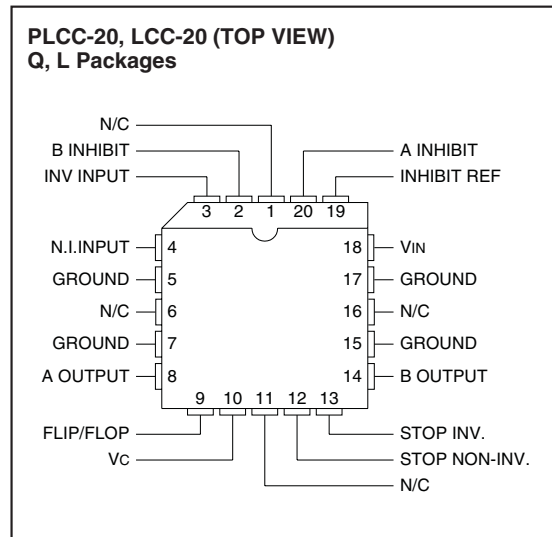 PLCC-20, LCC-20 (TOP VIEW)
Q, L Packages
N/C
B INHIBIT
A INHIBIT
INV INPUT
INHIBIT REF
3 2 1 20 19
N.I.INPUT 4 18 VIN
GROUND 5 17 GROUND
N/C 6 16 N/C
GROUND 7 15 GROUND
A OUTPUT 8 14 B OUTPUT
9 10 11 12 13
FLIP/FLOP STOP INV.
VC STOP NON-INV.
N/C